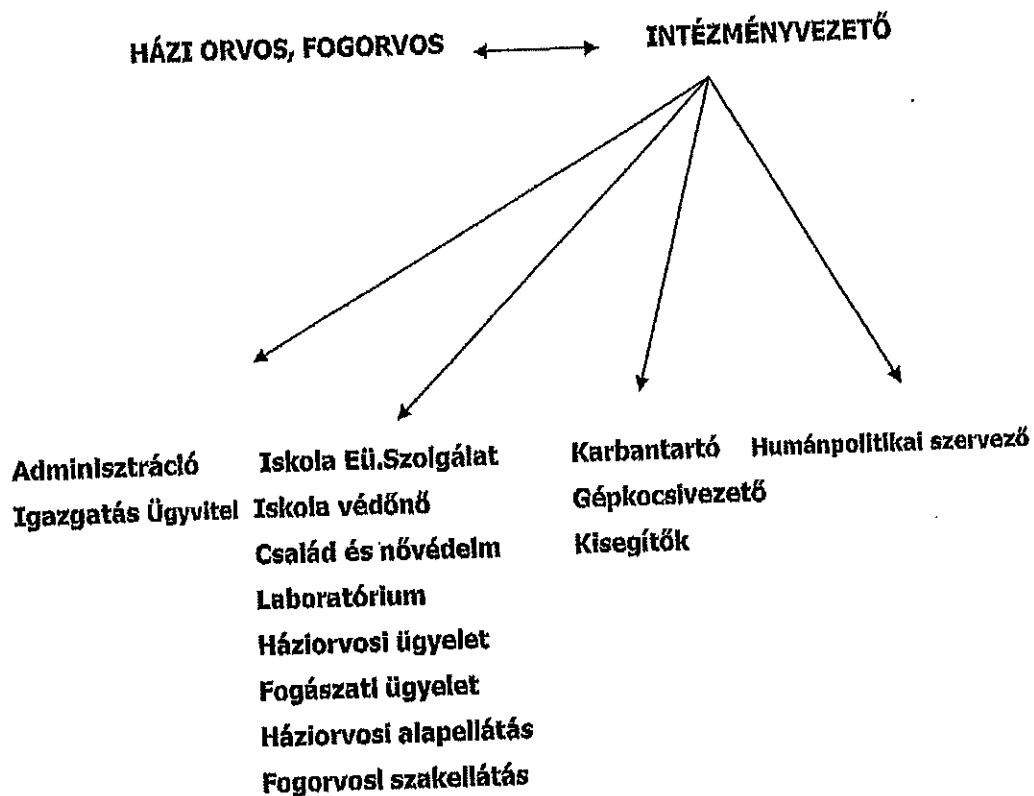 HÁZI ORVOS, FOGORVOS
INTÉZMÉNYVEZETŐ
Adminisztráció
Igazgatás Ügyvitel
Iskola Eü.Szolgálat
Iskola védőnő
Család és nővédelm
Laboratórium
Háziorvosi ügyelet
Fogászati ügyelet
Háziorvosi alapellátás
Fogorvosi szakellátás
Karbantartó
Gépkocsivezető
Kisegítők
Humánpolitikai szervező